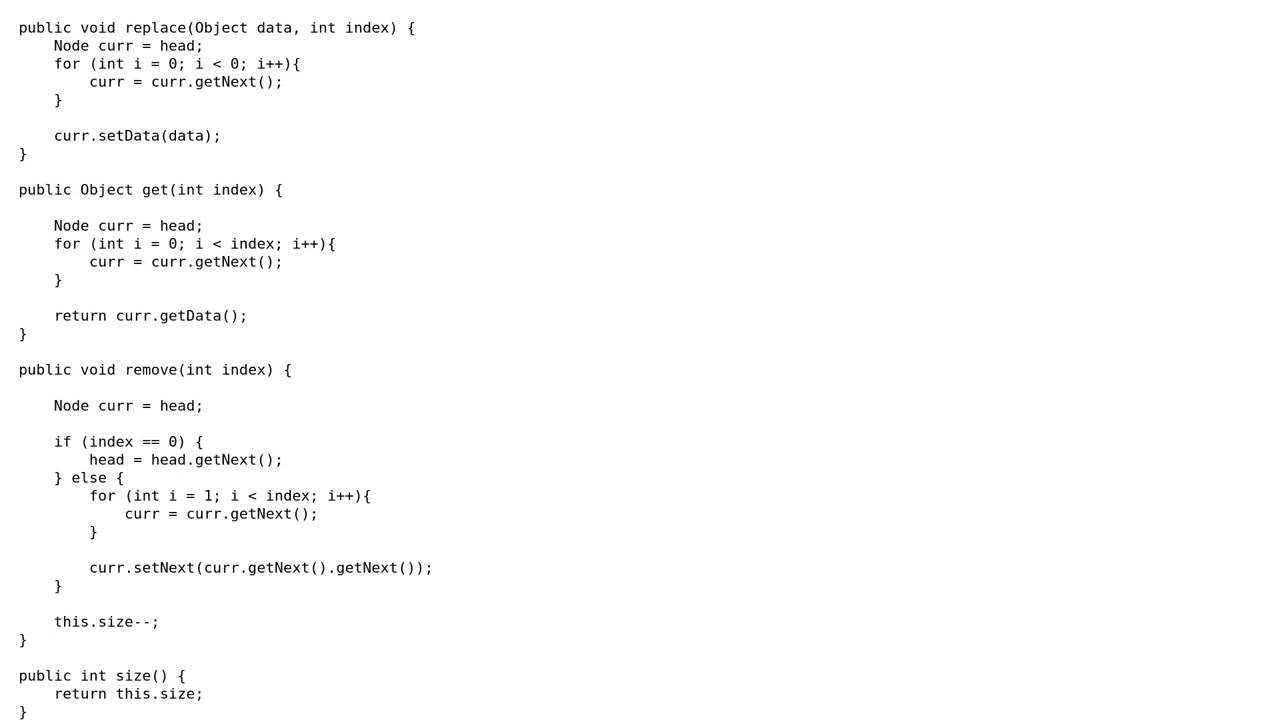 public void replace(Object data, int index) {
    Node curr = head;
    for (int i = 0; i < 0; i++){
        curr = curr.getNext();
    }

    curr.setData(data);
}

public Object get(int index) {

    Node curr = head;
    for (int i = 0; i < index; i++){
        curr = curr.getNext();
    }

    return curr.getData();
}

public void remove(int index) {

    Node curr = head;

    if (index == 0) {
        head = head.getNext();
    } else {
        for (int i = 1; i < index; i++){
            curr = curr.getNext();
        }

        curr.setNext(curr.getNext().getNext());
    }

    this.size--;
}

public int size() {
    return this.size;
}